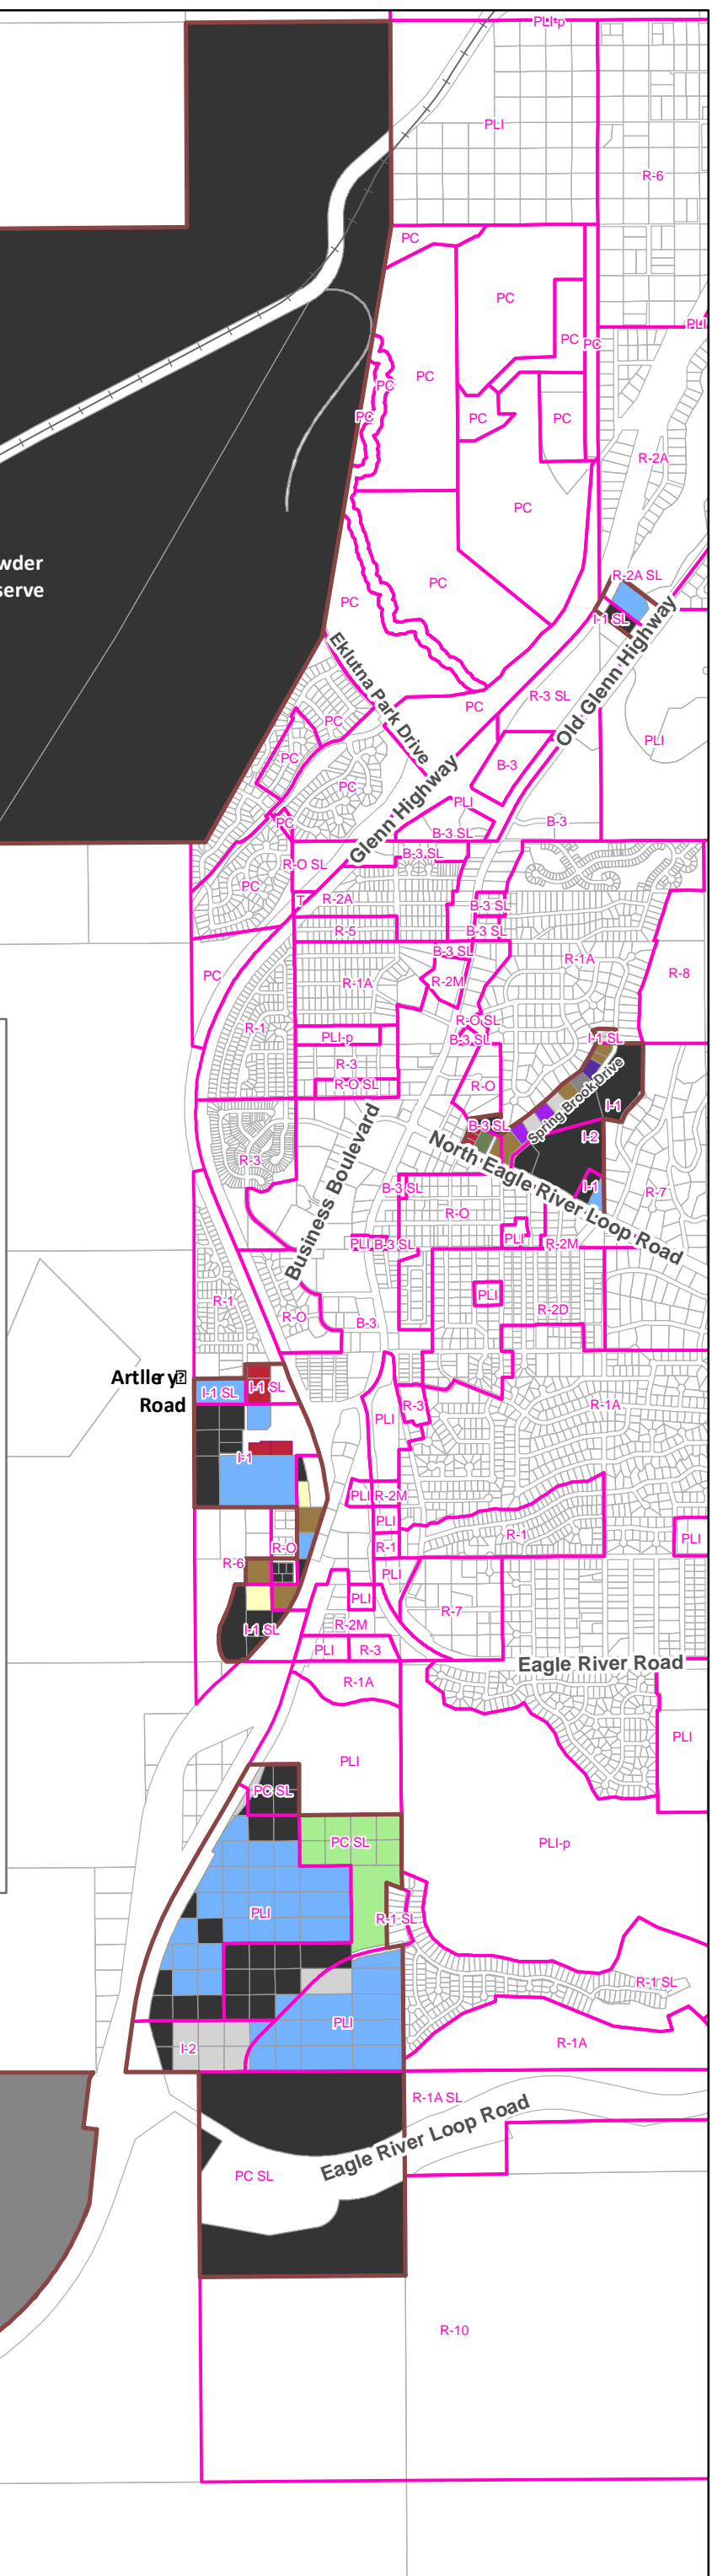 PLI-p
PLI
R-6
PC
PC
PC
PC
PLI
PC
PC
PC
PC
PC
R-2A
PC
wder
serve
PC
R-2A SL
PC
I-1 SL
Eklutna Park Drive
R-3 SL
Old Glenn Highway
PC
PC
PLI
PC
B-3
PC
Glenn Highway
PLI
PC
B-3
B-3 SL
B-3 SL
R-O SL
PC
T
R-2A
B-3 SL
R-5
B-3 SL
B-3 SL
R-1A
PC
R-8
R-1A
R-2M
R-O SL
R-1
PLI-p
B-3 SL
I-1 SL
R-3
R-O SL
R-O
Spring Brook Drive
I-1
B-3 SL
I-2
R-3
North Eagle River Loop Road
Business Boulevard
B-3 SL
I-1
R-7
R-O
PLI
PLI
B-3 SL
R-2M
PLI
R-1
R-2D
R-O
B-3
Artllery
Road
I-1 SL
I-1 SL
R-3
R-1A
PLI
I-1
PLI
R-2M
PLI
R-1
PLI
R-O
R-1
R-6
PLI
PLI
R-7
R-2M
I-1 SL
PLI
R-3
Eagle River Road
R-1A
PLI
PLI
PC SL
PC SL
PLI-p
PLI
R-1 SL
R-1 SL
PLI
I-2
R-1A
R-1A SL
Eagle River Loop Road
PC SL
R-10